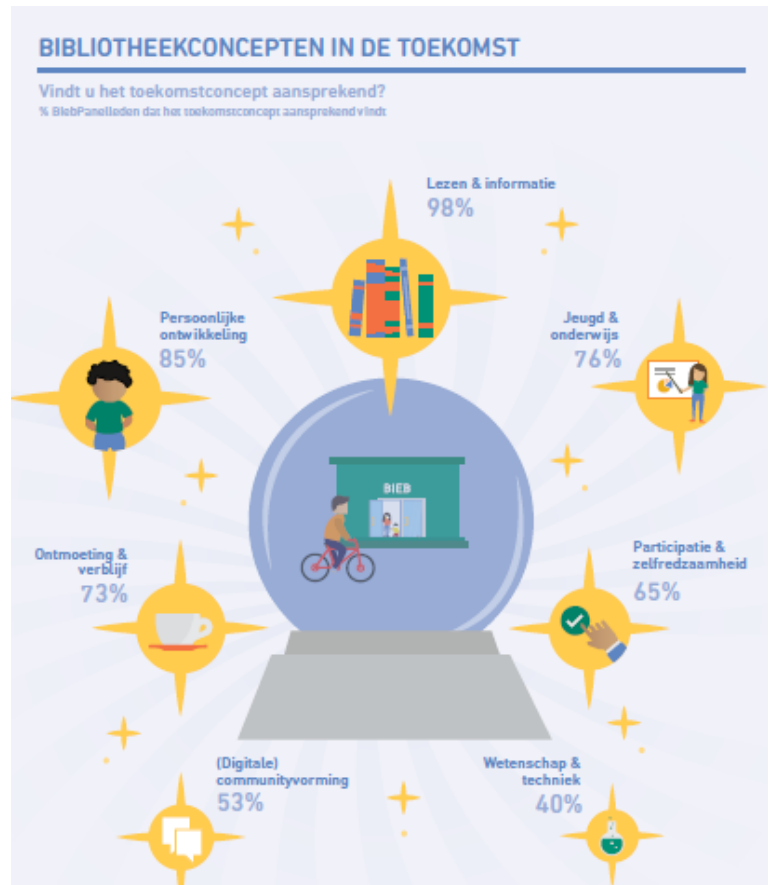 BIBLIOTHEEKCONCEPTEN IN DE TOEKOMST
Vindt u het toekomstconcept aansprekend?
% BiebPanelleden dat het toekomstconcept aansprekend vindt
Lezen & informatie
98%
Persoonlijke
ontwikkeling
85%
Jeugd &
onderwijs
76%
BIEB
Ontmoeting &
verblijf
73%
Participatie &
zelfredzaamheid
65%
(Digitale)
communityvorming
53%
Wetenschap &
techniek
40%